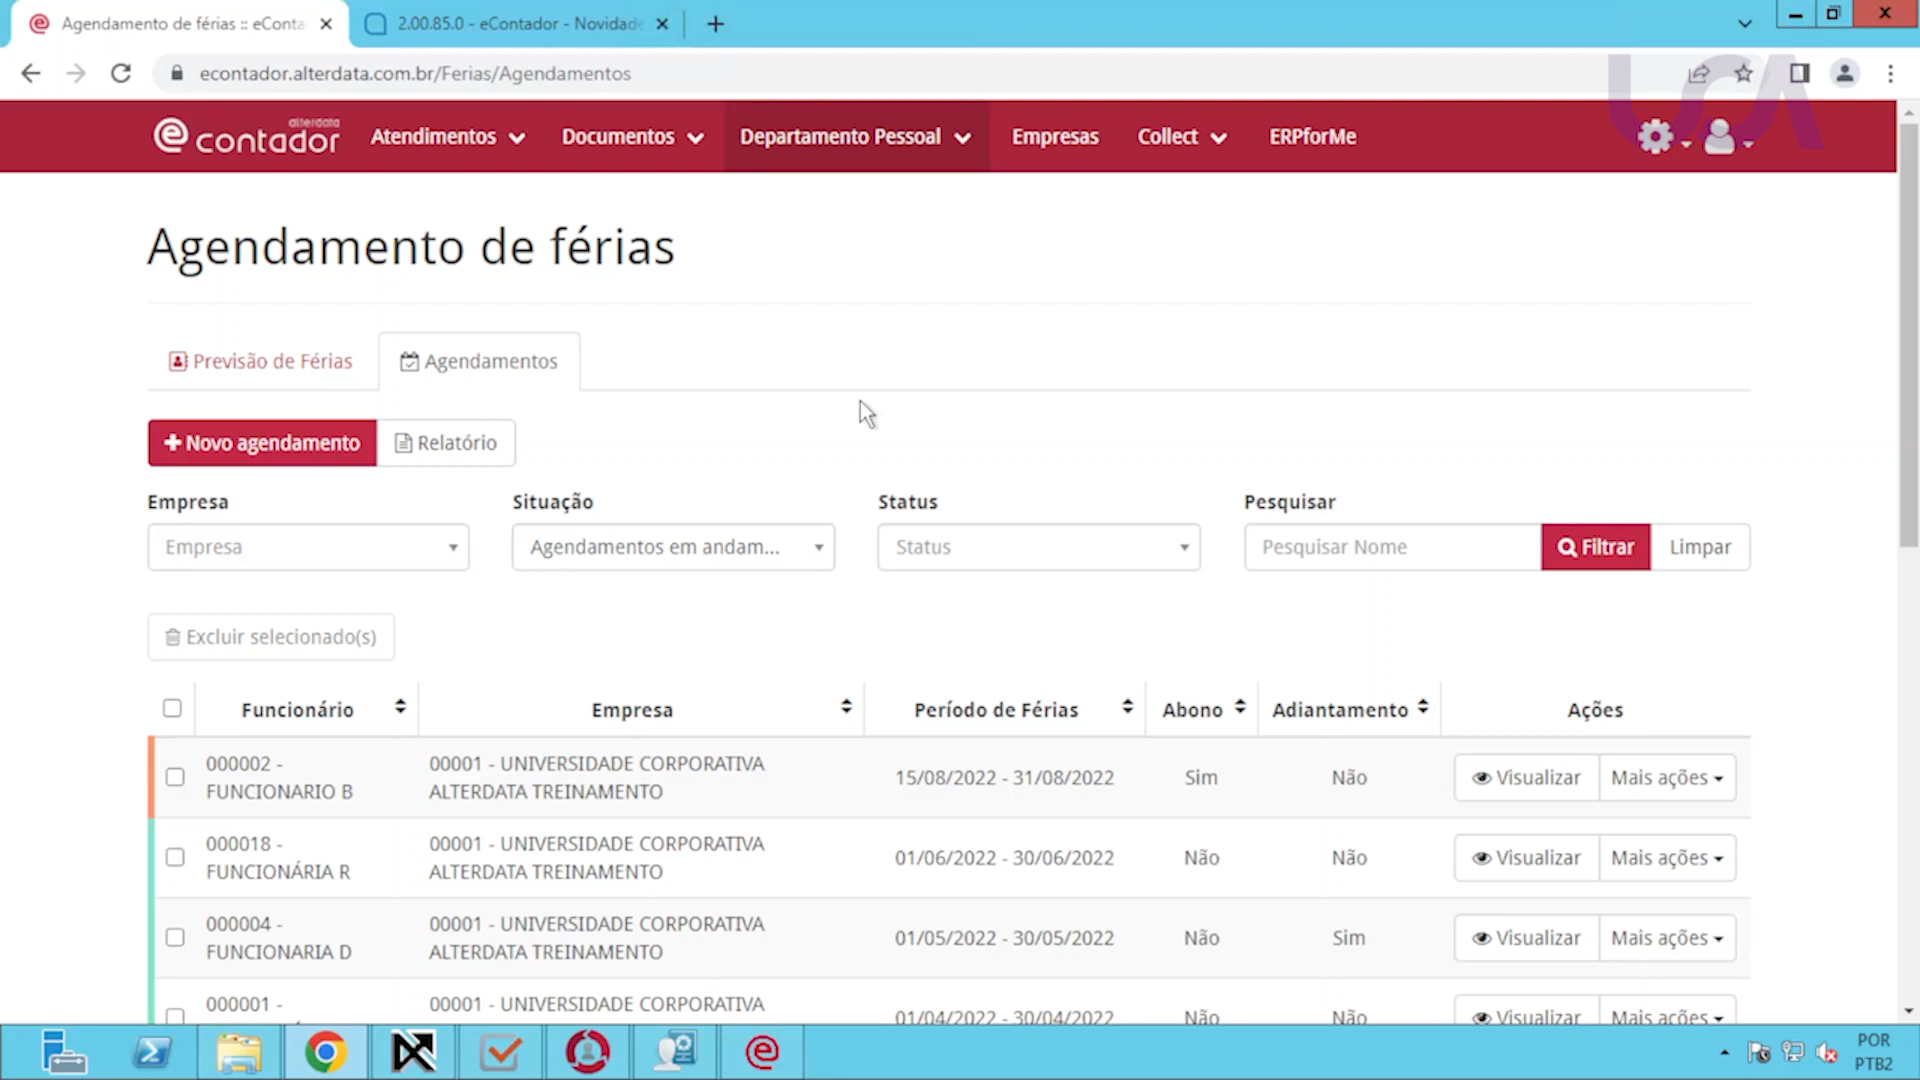 Agendamento de férias :: eConta
2.00.85.0 - eContador - Novidade
econtador.alterdata.com.br/Ferias/Agendamentos
UCA
alterdata
e contador
Atendimentos
Documentos
Departamento Pessoal
Empresas
Collect
ERPforMe
Agendamento de férias
Previsão de Férias
Agendamentos
Novo agendamento
Relatório
Empresa
Situação
Status
Pesquisar
Empresa
Agendamentos em andam...
Status
Pesquisar Nome
Filtrar
Limpar
Excluir selecionado(s)
Funcionário
Empresa
Período de Férias
Abono
Adiantamento
Ações
000002 -
FUNCIONARIO B
00001 - UNIVERSIDADE CORPORATIVA
ALTERDATA TREINAMENTO
15/08/2022 - 31/08/2022
Sim
Não
Visualizar
Mais ações
000018 -
FUNCIONÁRIA R
00001 - UNIVERSIDADE CORPORATIVA
ALTERDATA TREINAMENTO
01/06/2022 - 30/06/2022
Não
Não
Visualizar
Mais ações
000004 -
FUNCIONARIA D
00001 - UNIVERSIDADE CORPORATIVA
ALTERDATA TREINAMENTO
01/05/2022 - 30/05/2022
Não
Sim
Visualizar
Mais ações
000001 -
00001 - UNIVERSIDADE CORPORATIVA
01/04/2022 - 30/04/2022
Não
Não
Visualizar
Mais ações
POR
PTB2